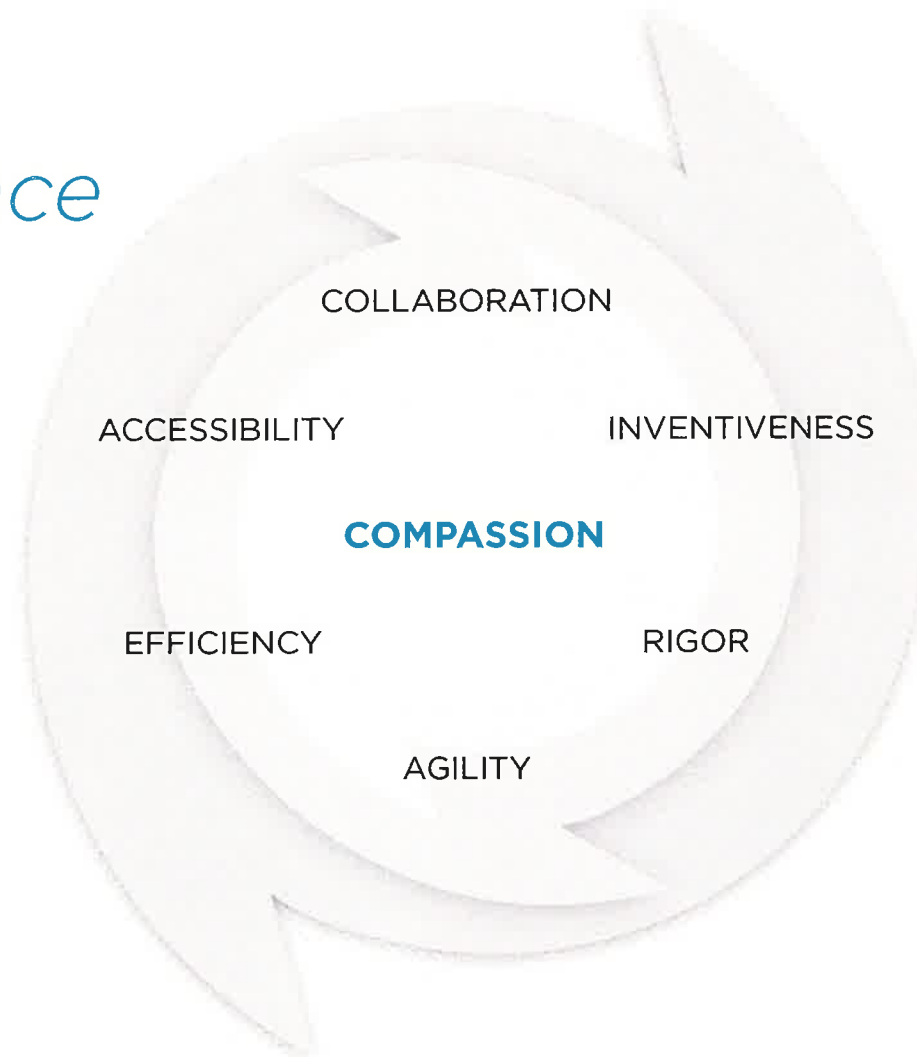 ce
COLLABORATION
ACCESSIBILITY INVENTIVENESS
COMPASSION
EFFICIENCY RIGOR
AGILITY